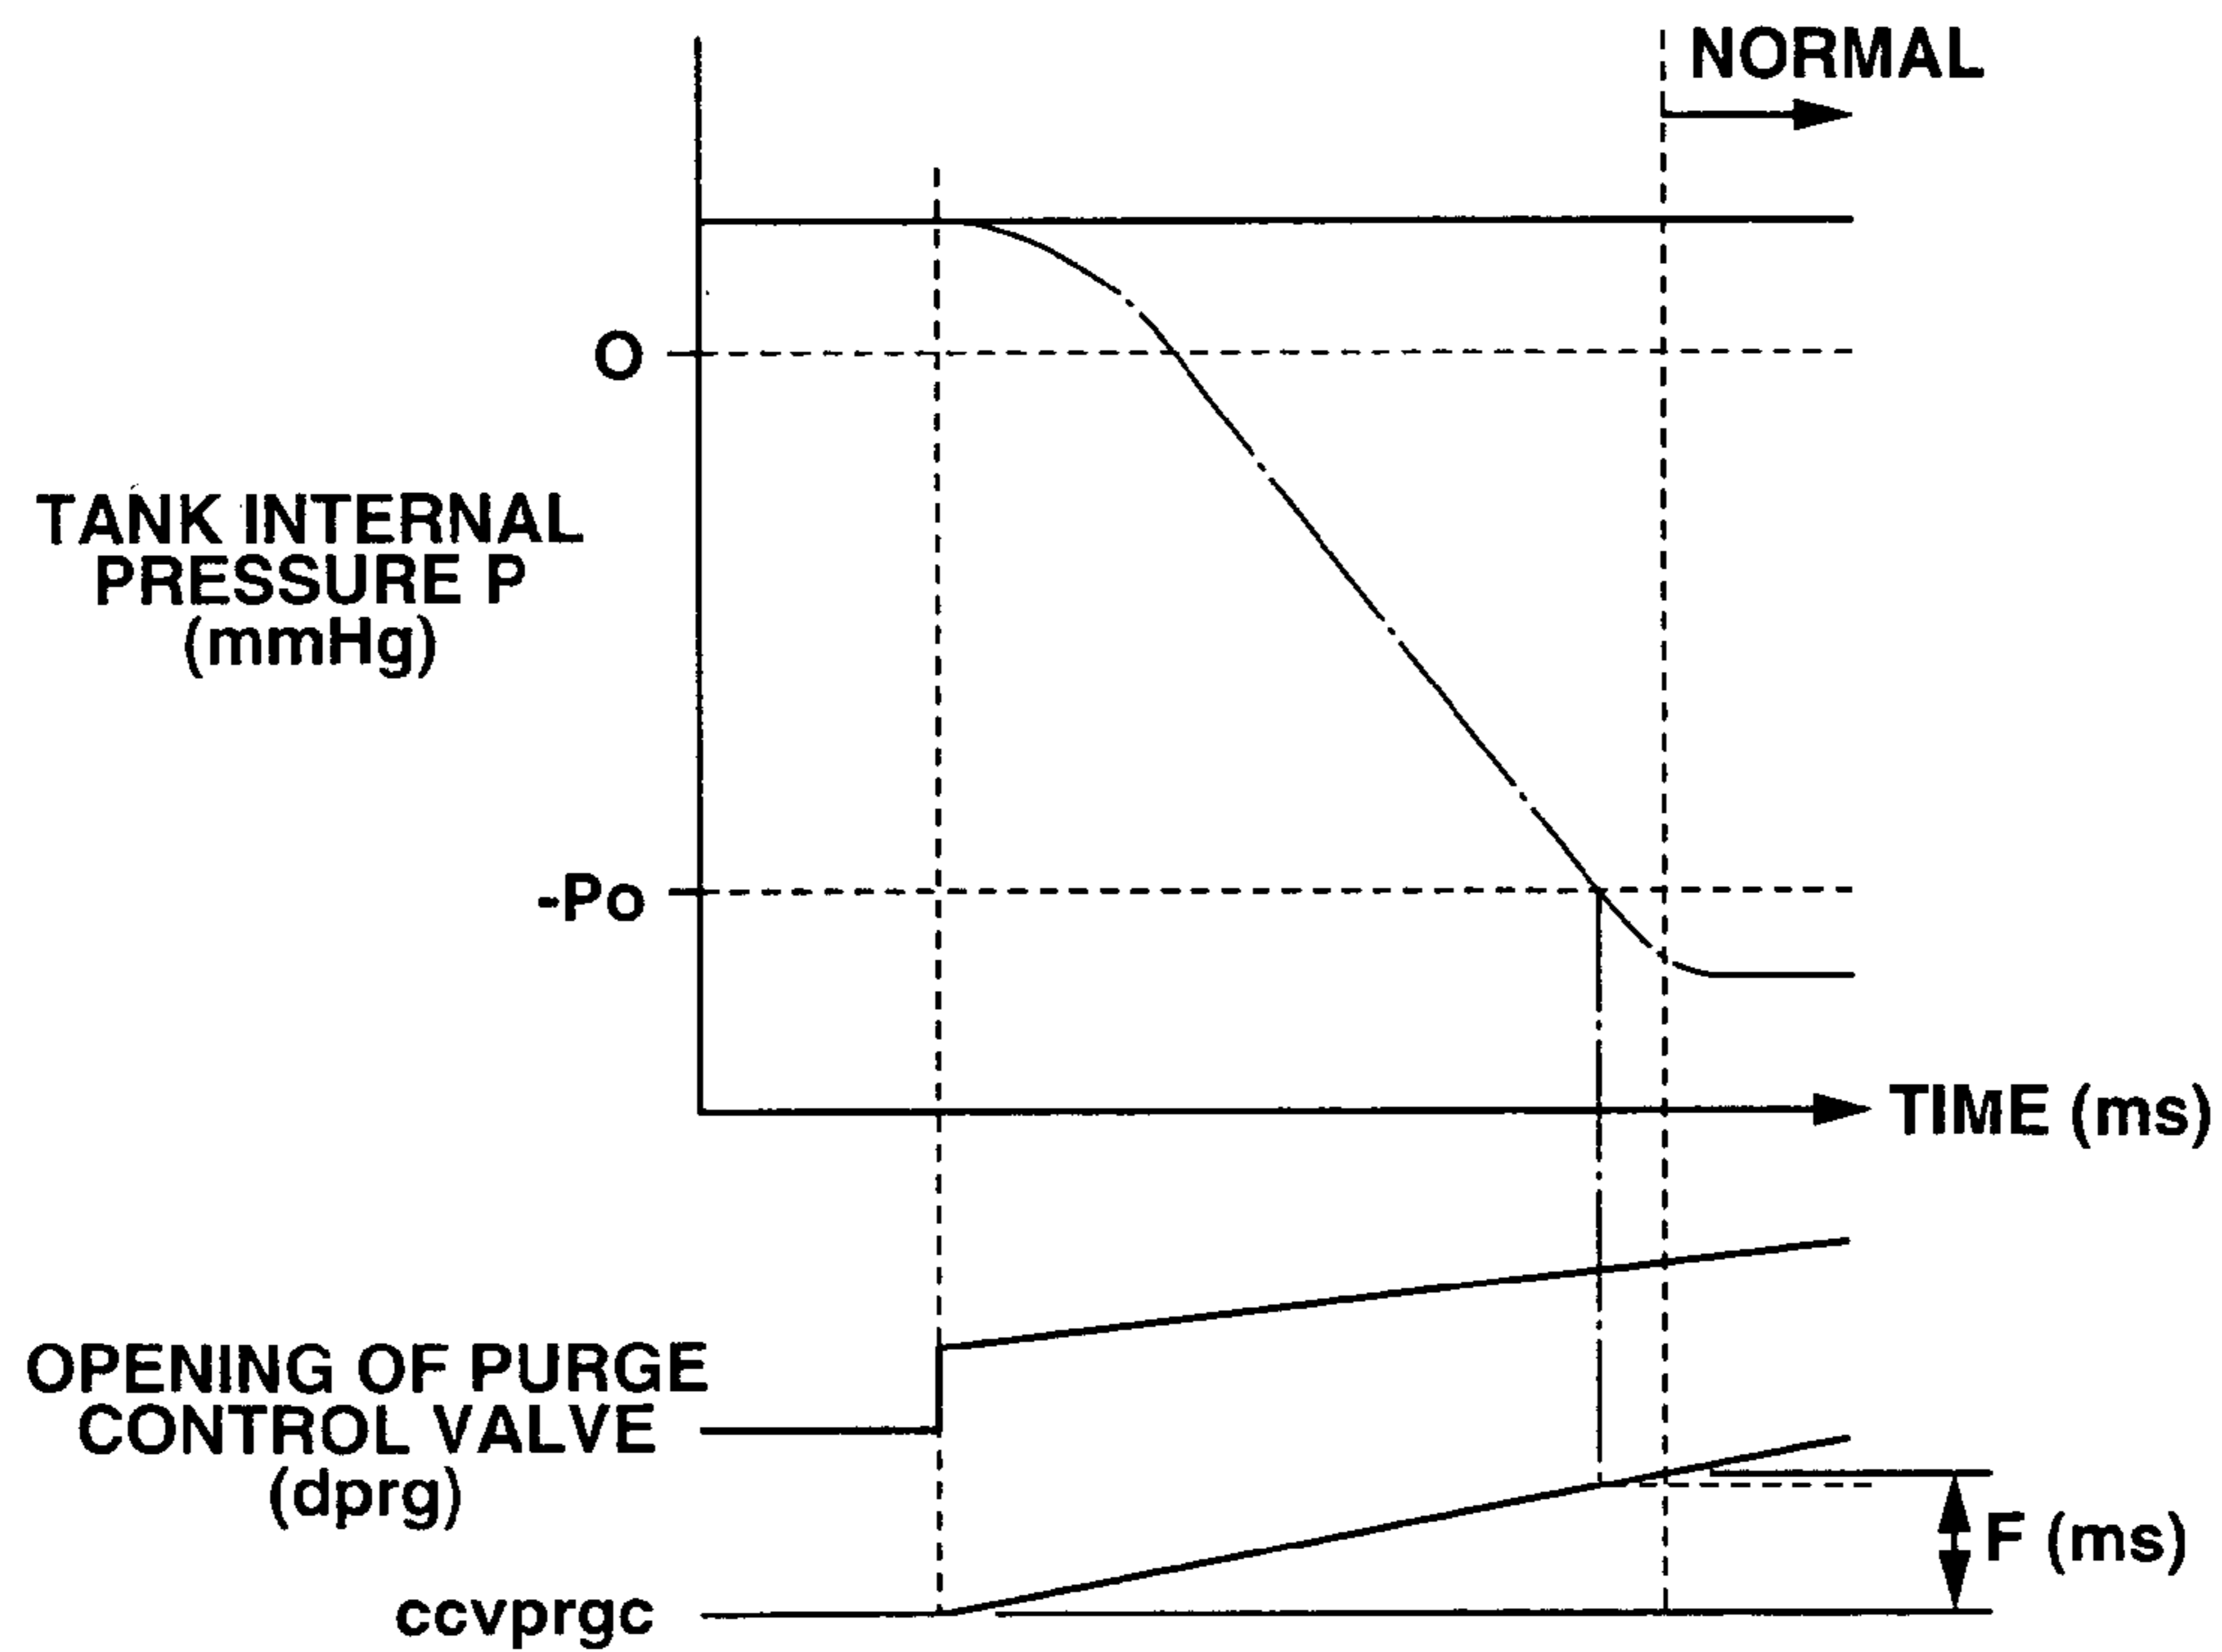 NORMAL
O
TANK INTERNAL
PRESSURE P
(mmHg)
-Po
TIME (ms)
OPENING OF PURGE
CONTROL VALVE
(dprg)
F (ms)
ccvprgc